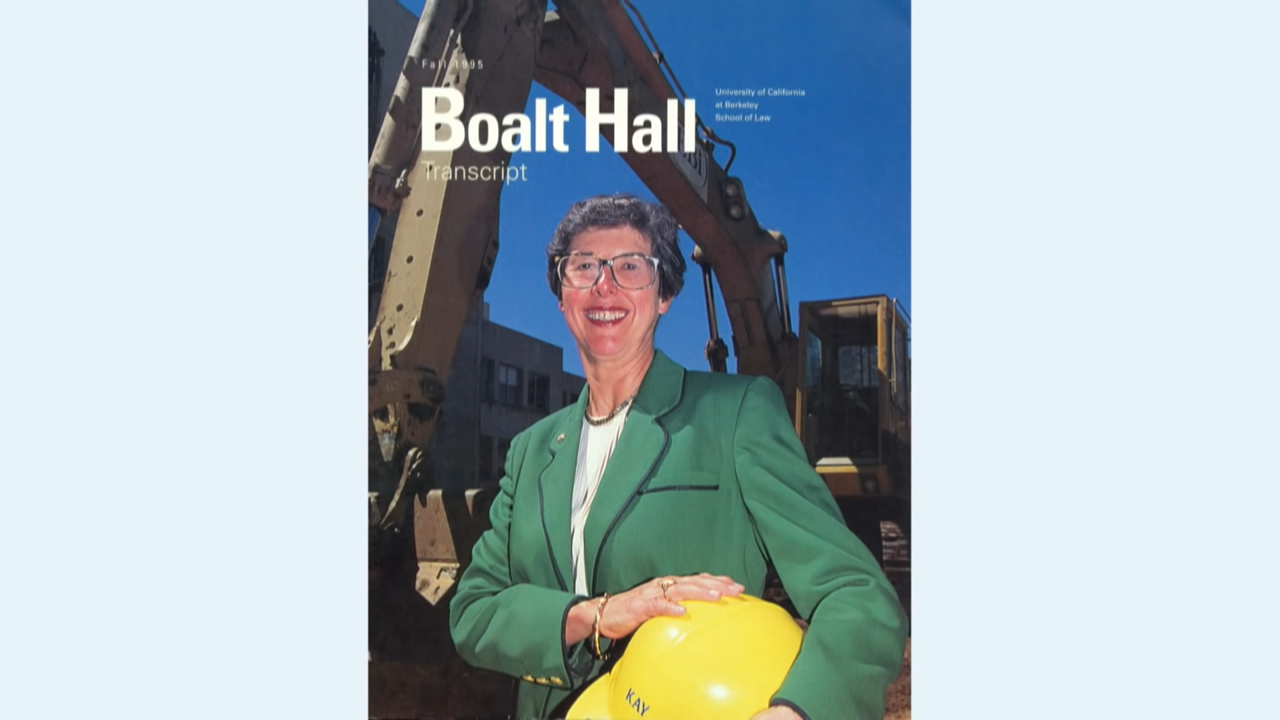 Fall 1995
Boalt Hall
Transcript
University of California
at Berkeley
School of Law
KAY